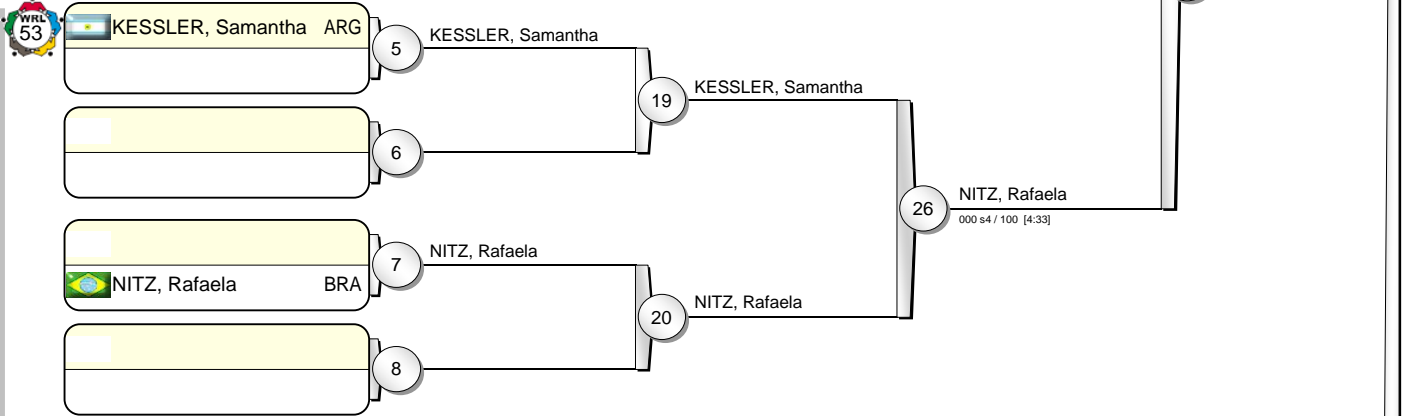 WRL
53
KESSLER, Samantha ARG
5
KESSLER, Samantha
19
KESSLER, Samantha
6
26
NITZ, Rafaela
000 s4 / 100 [4:33]
NITZ, Rafaela BRA
7
NITZ, Rafaela
20
NITZ, Rafaela
8